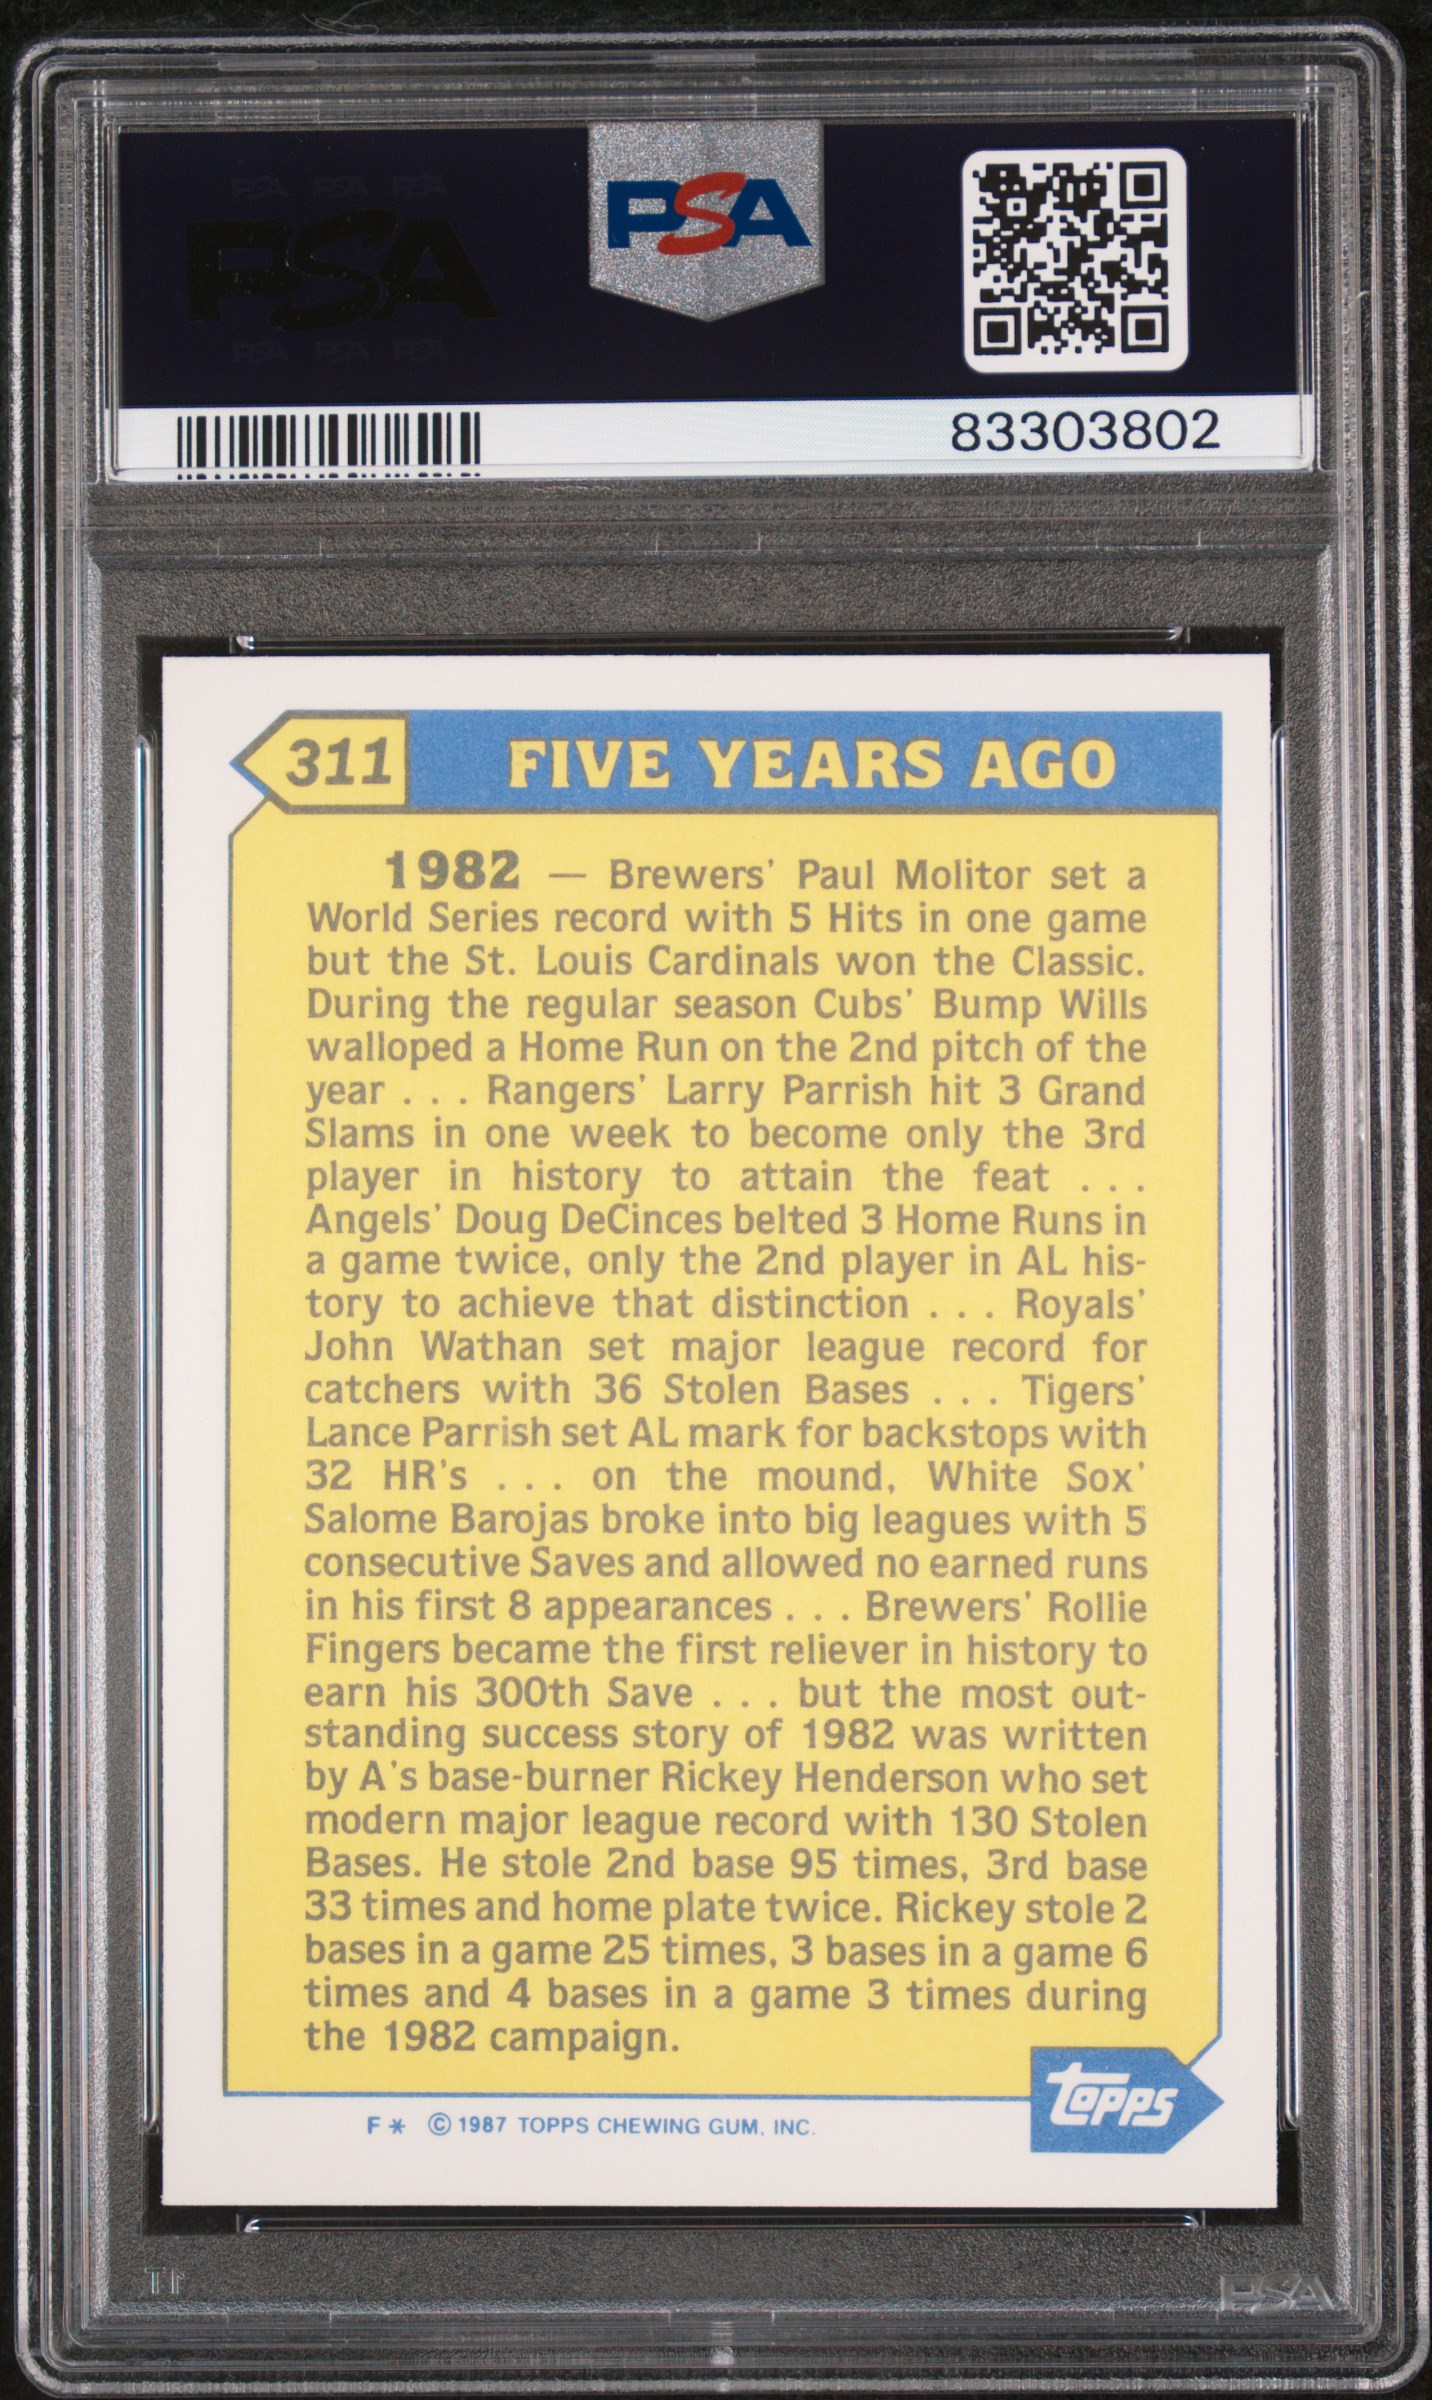 PSA PSA PSA
PSA
PSA PSA PSA
PSA
83303802
311
FIVE YEARS AGO
1982 — Brewers' Paul Molitor set a
World Series record with 5 Hits in one game
but the St. Louis Cardinals won the Classic.
During the regular season Cubs' Bump Wills
walloped a Home Run on the 2nd pitch of the
year . . . Rangers' Larry Parrish hit 3 Grand
Slams in one week to become only the 3rd
player in history to attain the feat . . .
Angels' Doug DeCinces belted 3 Home Runs in
a game twice, only the 2nd player in AL his-
tory to achieve that distinction . . . Royals'
John Wathan set major league record for
catchers with 36 Stolen Bases . . . Tigers'
Lance Parrish set AL mark for backstops with
32 HR's . . . on the mound, White Sox'
Salome Barojas broke into big leagues with 5
consecutive Saves and allowed no earned runs
in his first 8 appearances . . . Brewers' Rollie
Fingers became the first reliever in history to
earn his 300th Save . . . but the most out-
standing success story of 1982 was written
by A's base-burner Rickey Henderson who set
modern major league record with 130 Stolen
Bases. He stole 2nd base 95 times, 3rd base
33 times and home plate twice. Rickey stole 2
bases in a game 25 times, 3 bases in a game 6
times and 4 bases in a game 3 times during
the 1982 campaign.
topps
F * © 1987 TOPPS CHEWING GUM, INC.
PSA